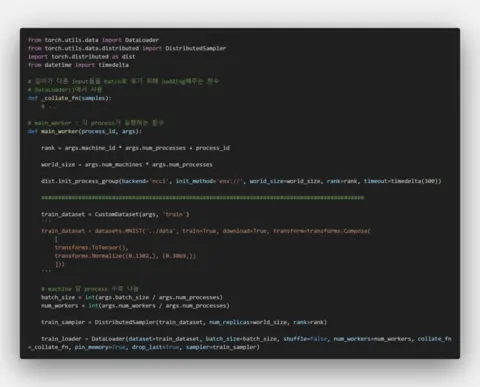 from torch.utils.data import DataLoader
from torch.utils.data.distributed import DistributedSampler
import torch.distributed as dist
from datetime import timedelta
# 길이가 다른 input들을 batch로 묶기 위해 padding해주는 함수
# DataLoader()에서 사용
def _collate_fn(samples):
# ..
# main_worker : 각 process가 실행하는 함수
def main_worker(process_id, args):
rank = args.machine_id * args.num_processes + process_id
world_size = args.num_machines * args.num_processes
dist.init_process_group(backend='nccl', init_method='env://', world_size=world_size, rank=rank, timeout=timedelta(300))
train_dataset = CustomDataset(args, 'train')
'''
train_dataset = datasets.MNIST('../data', train=True, download=True, transform=transforms.Compose(
[
transforms.ToTensor(),
transforms.Normalize((0.1302,), (0.3069,))
]))
'''
# machine 당 process 수로 나눔
batch_size = int(args.batch_size / args.num_processes)
num_workers = int(args.num_workers / args.num_processes)
train_sampler = DistributedSampler(train_dataset, num_replicas=world_size, rank=rank)
train_loader = DataLoader(dataset=train_dataset, batch_size=batch_size, shuffle=False, num_workers=num_workers, collate_fn
=_collate_fn, pin_memory=True, drop_last=True, sampler=train_sampler)